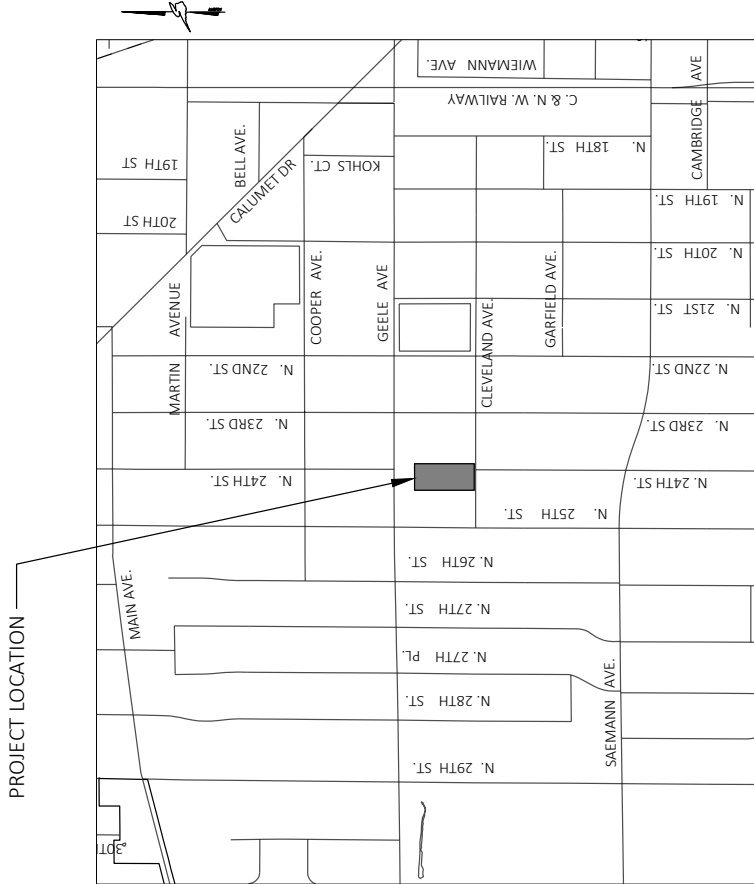 WIEMANN AVE.
C. & N. W. RAILWAY
CAMBRIDGE AVE
BELL AVE.
19TH ST
KOHLS CT.
N. 18TH ST.
CALUMET DR
N. 19TH ST.
20TH ST
N. 20TH ST.
MARTIN AVENUE
COOPER AVE.
GEELE AVE
CLEVELAND AVE.
GARFIELD AVE.
N. 21ST ST.
N. 22ND ST.
N. 22ND ST.
N. 23RD ST.
N. 23RD ST.
N. 24TH ST.
N. 24TH ST.
N. 25TH ST.
N. 26TH ST.
MAIN AVE.
N. 27TH ST.
N. 27TH PL.
SAEMANN AVE.
N. 28TH ST.
N. 29TH ST.
PROJECT LOCATION
30TH